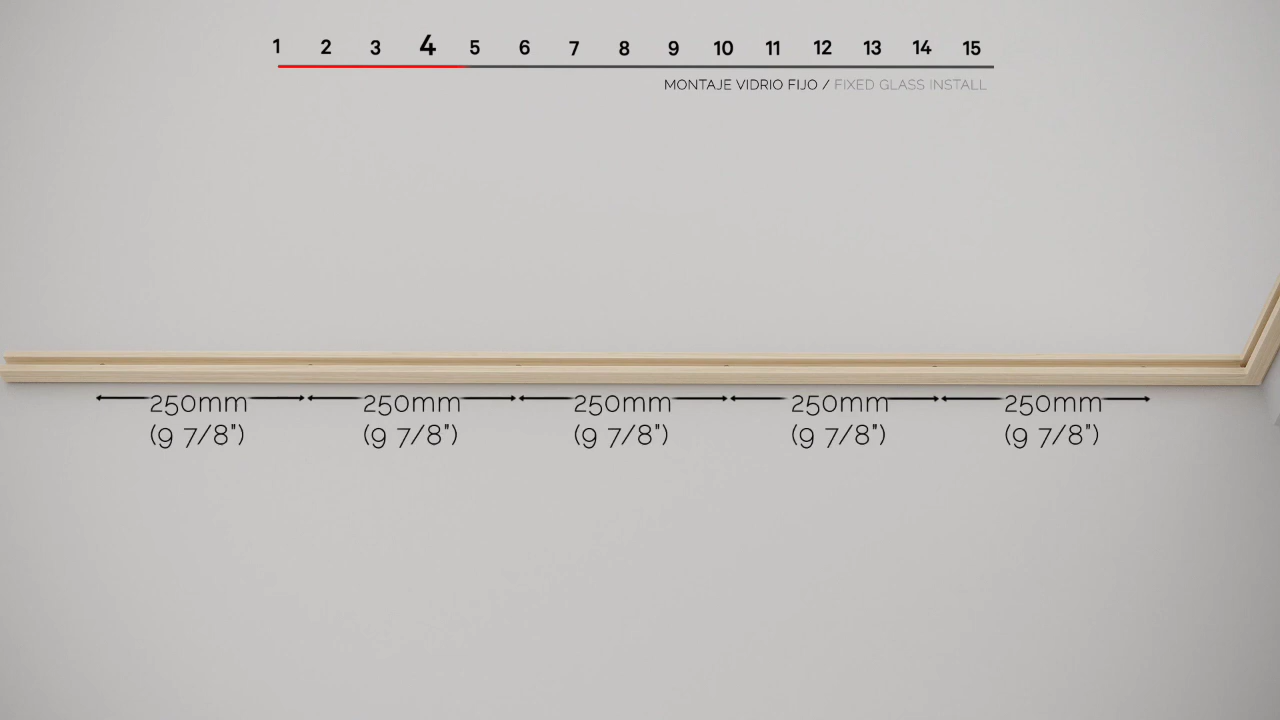 1 2 3 4 5 6 7 8 9 10 11 12 13 14 15
MONTAJE VIDRIO FIJO / FIXED GLASS INSTALL
250mm 250mm 250mm 250mm 250mm
(9 7/8") (9 7/8") (9 7/8") (9 7/8") (9 7/8")